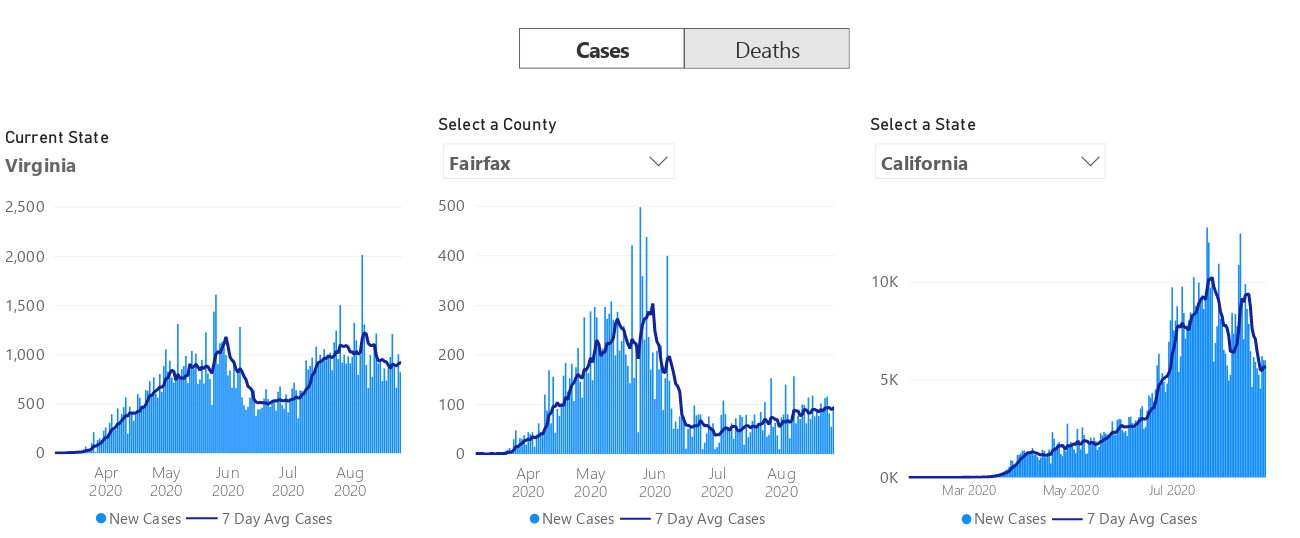 Cases Deaths
Current State
Virginia
2,500
2,000
1,500
1,000
500
0
Apr 2020
May 2020
Jun 2020
Jul 2020
Aug 2020
New Cases 7 Day Avg Cases
Select a County
Fairfax
500
400
300
200
100
0
Apr 2020
May 2020
Jun 2020
Jul 2020
Aug 2020
New Cases 7 Day Avg Cases
Select a State
California
10K
5K
0K
Mar 2020 May 2020 Jul 2020
New Cases 7 Day Avg Cases